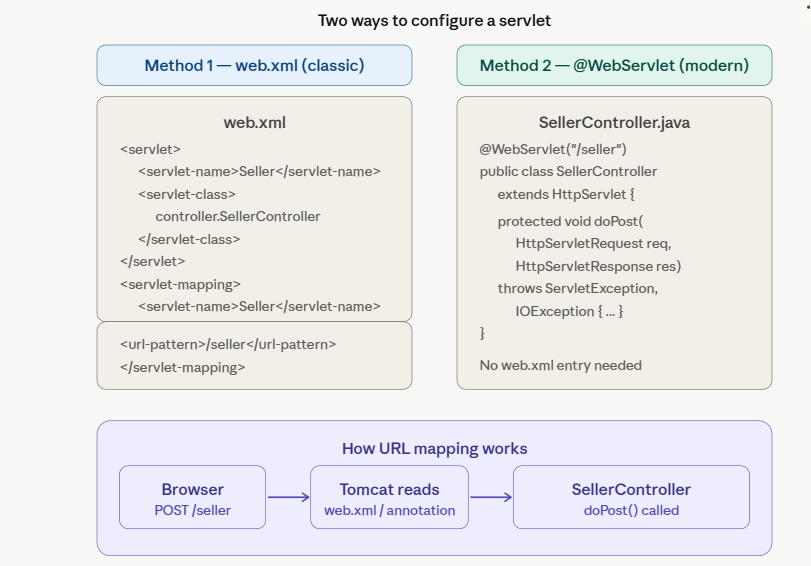 Two ways to configure a servlet
Method 1 — web.xml (classic)
web.xml
<servlet>
<servlet-name>Seller</servlet-name>
<servlet-class>
controller.SellerController
</servlet-class>
</servlet>
<servlet-mapping>
<servlet-name>Seller</servlet-name>
<url-pattern>/seller</url-pattern>
</servlet-mapping>
Method 2 — @WebServlet (modern)
SellerController.java
@WebServlet("/seller")
public class SellerController
extends HttpServlet {
protected void doPost(
HttpServletRequest req,
HttpServletResponse res)
throws ServletException,
IOException { ... }
}
No web.xml entry needed
How URL mapping works
Browser
POST /seller
Tomcat reads
web.xml / annotation
SellerController
doPost() called